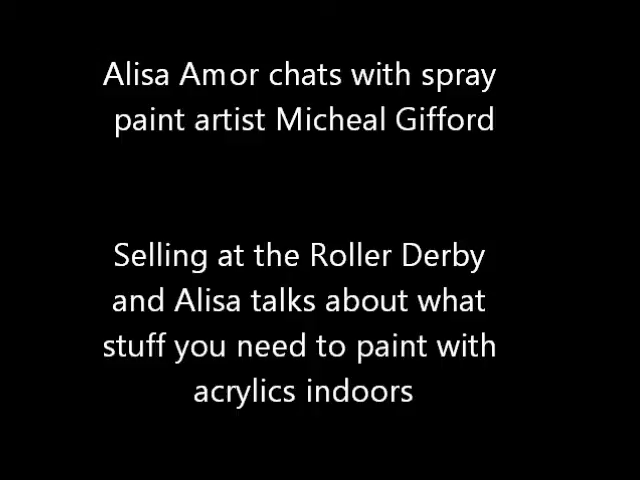 Alisa Amor chats with spray
paint artist Micheal Gifford
Selling at the Roller Derby
and Alisa talks about what
stuff you need to paint with
acrylics indoors